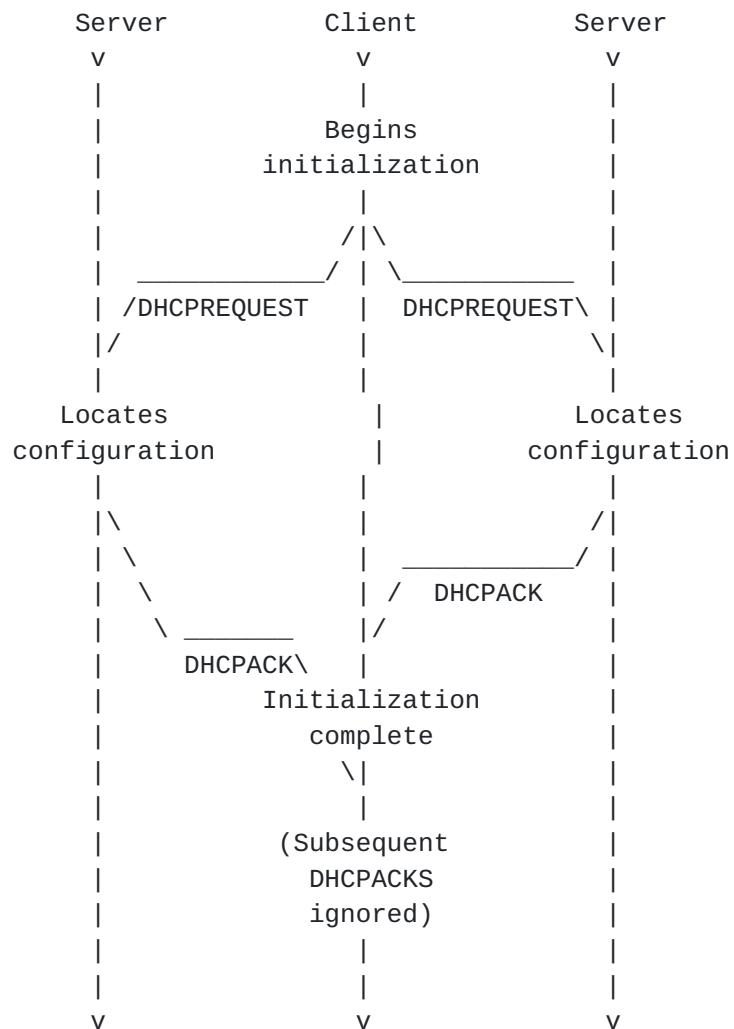 Server Client Server
v v v
Begins
initialization
/DHCPREQUEST DHCPREQUEST\
Locates Locates
configuration configuration
DHCPACK
DHCPACK\
Initialization
complete
(Subsequent
DHCPACKS
ignored)
v v v